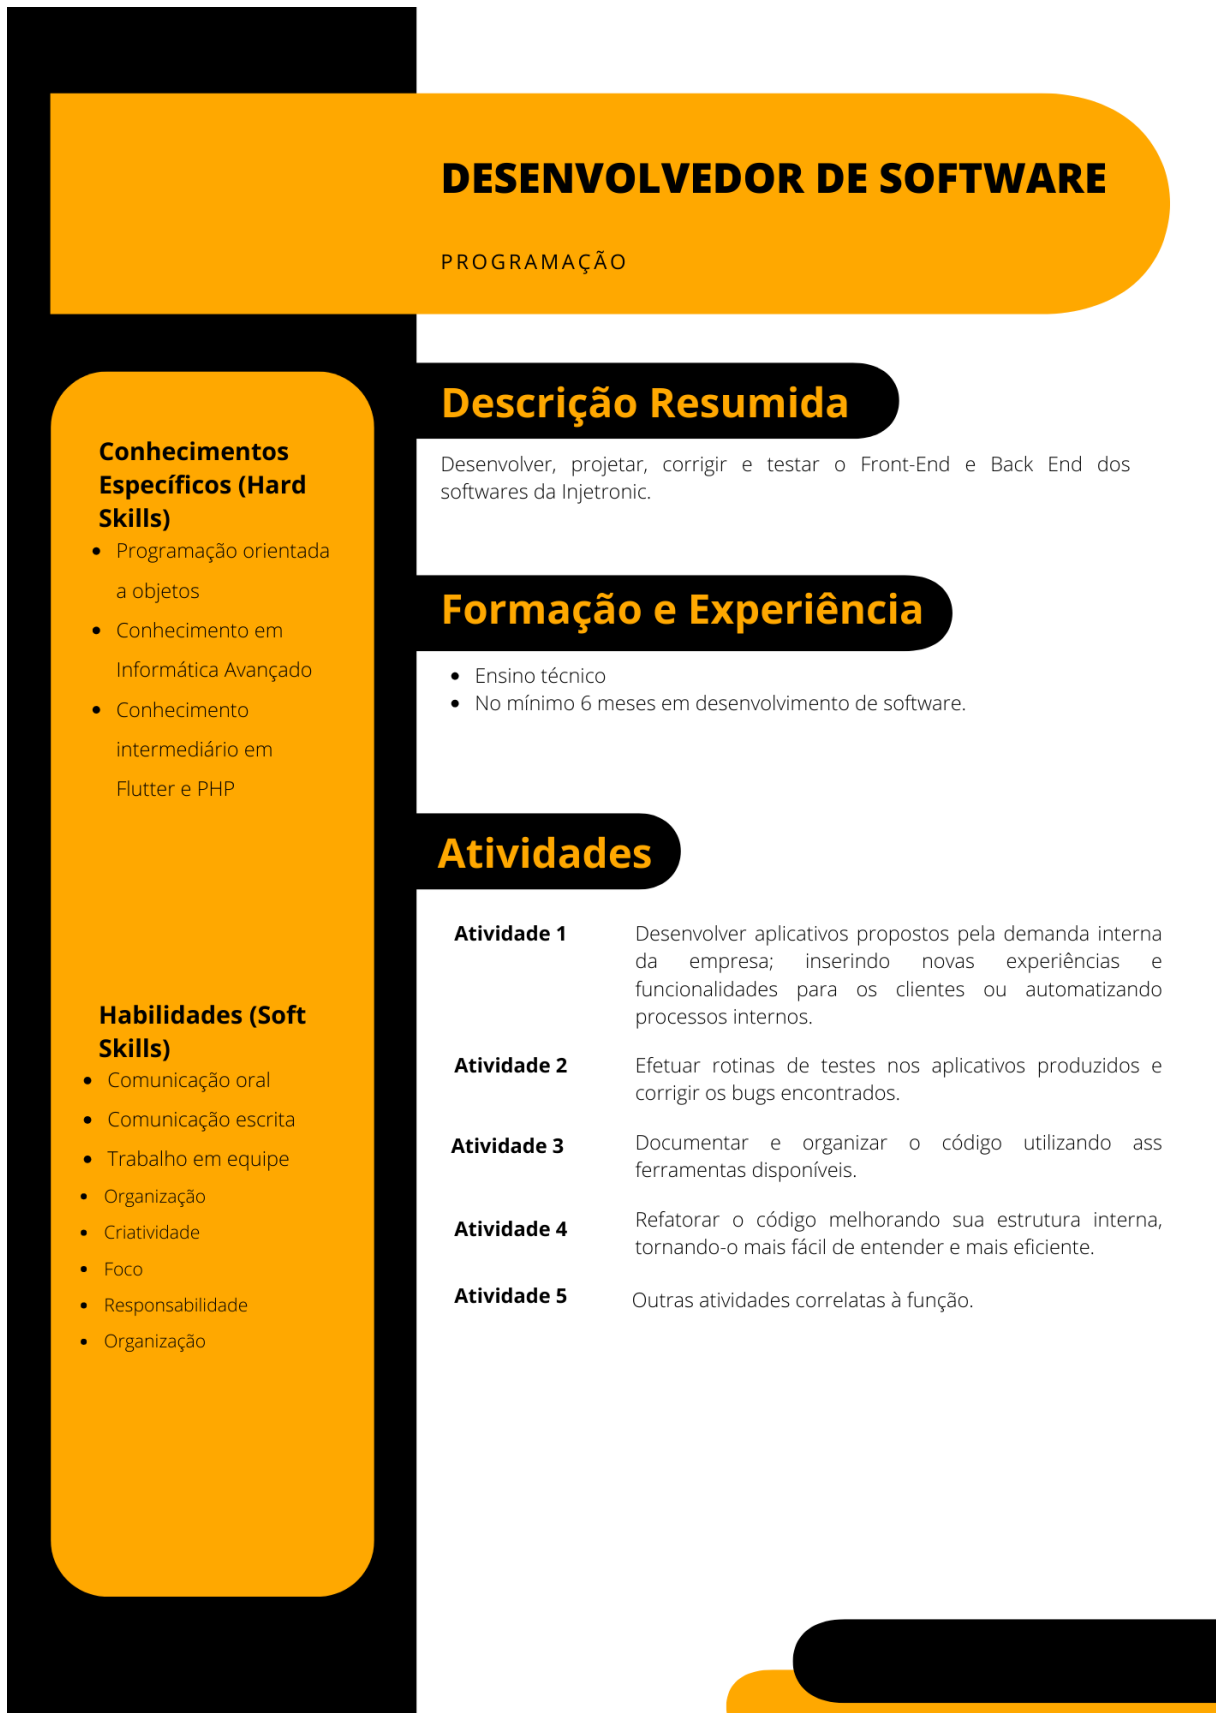 DESENVOLVEDOR DE SOFTWARE
PROGRAMAÇÃO
Conhecimentos
Específicos (Hard
Skills)
• Programação orientada
a objetos
• Conhecimento em
Informática Avançado
• Conhecimento
intermediário em
Flutter e PHP
Habilidades (Soft
Skills)
• Comunicação oral
• Comunicação escrita
• Trabalho em equipe
• Organização
• Criatividade
• Foco
• Responsabilidade
• Organização
Descrição Resumida
Desenvolver, projetar, corrigir e testar o Front-End e Back End dos
softwares da Injetronic.
Formação e Experiência
• Ensino técnico
• No mínimo 6 meses em desenvolvimento de software.
Atividades
Atividade 1 Desenvolver aplicativos propostos pela demanda interna
da empresa; inserindo novas experiências e
funcionalidades para os clientes ou automatizando
processos internos.
Atividade 2 Efetuar rotinas de testes nos aplicativos produzidos e
corrigir os bugs encontrados.
Atividade 3 Documentar e organizar o código utilizando ass
ferramentas disponíveis.
Atividade 4 Refatorar o código melhorando sua estrutura interna,
tornando-o mais fácil de entender e mais eficiente.
Atividade 5 Outras atividades correlatas à função.